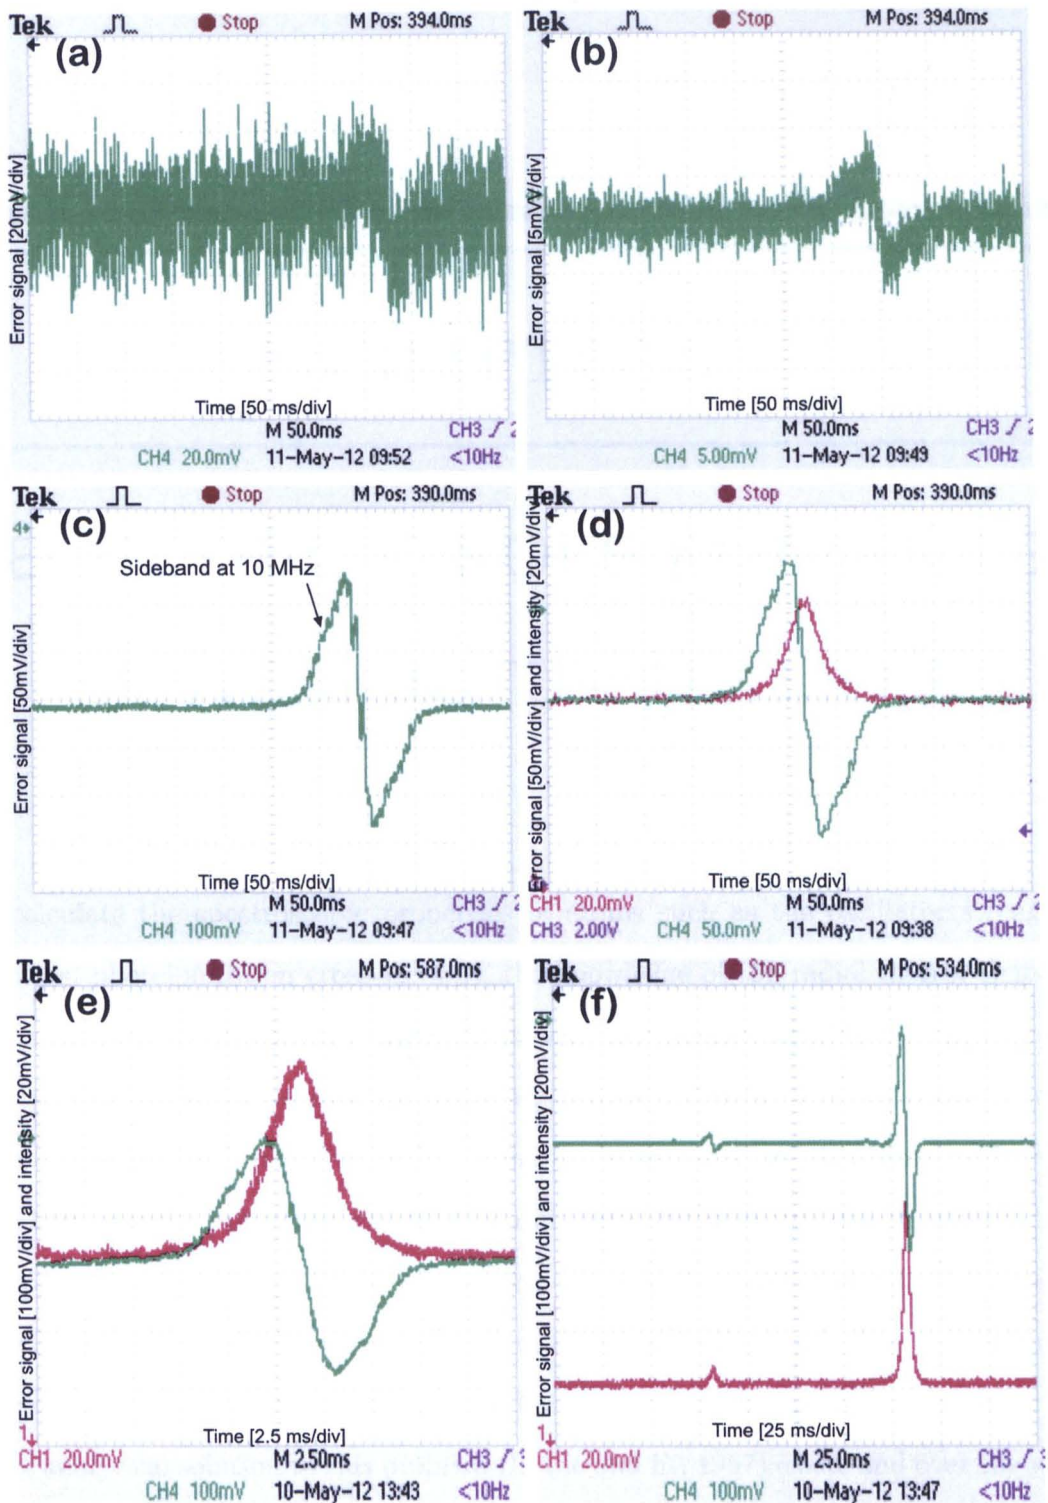 Tek Stop M Pos: 394.0ms
(a)
Error signal [20mV/div]
Time [50 ms/div]
M 50.0ms CH3
CH4 20.0mV 11-May-12 09:52 <10Hz
Tek Stop M Pos: 394.0ms
(b)
Error signal [5mVV/div]
Time [50 ms/div]
M 50.0ms CH3
CH4 5.00mV 11-May-12 09:49 <10Hz
Tek Stop M Pos: 390.0ms
(c)
4
Sideband at 10 MHz
Error signal [50mV/div]
Time [50 ms/div]
M 50.0ms CH3
CH4 100mV 11-May-12 09:47 <10Hz
Tek Stop M Pos: 390.0ms
(d)
Error signal [50mV/div] and intensity [20mV/div]
Time [50 ms/div]
CH1 20.0mV M 50.0ms CH3
CH3 2.00V CH4 50.0mV 11-May-12 09:38 <10Hz
Tek Stop M Pos: 587.0ms
(e)
Error signal [100mV/div] and intensity [20mV/div]
1
Time [2.5 ms/div]
CH1 20.0mV M 2.50ms CH3
CH4 100mV 10-May-12 13:43 <10Hz
Tek Stop M Pos: 534.0ms
(f)
Error signal [100mV/div] and intensity [20mV/div]
1
Time [25 ms/div]
CH1 20.0mV M 25.0ms CH3
CH4 100mV 10-May-12 13:47 <10Hz